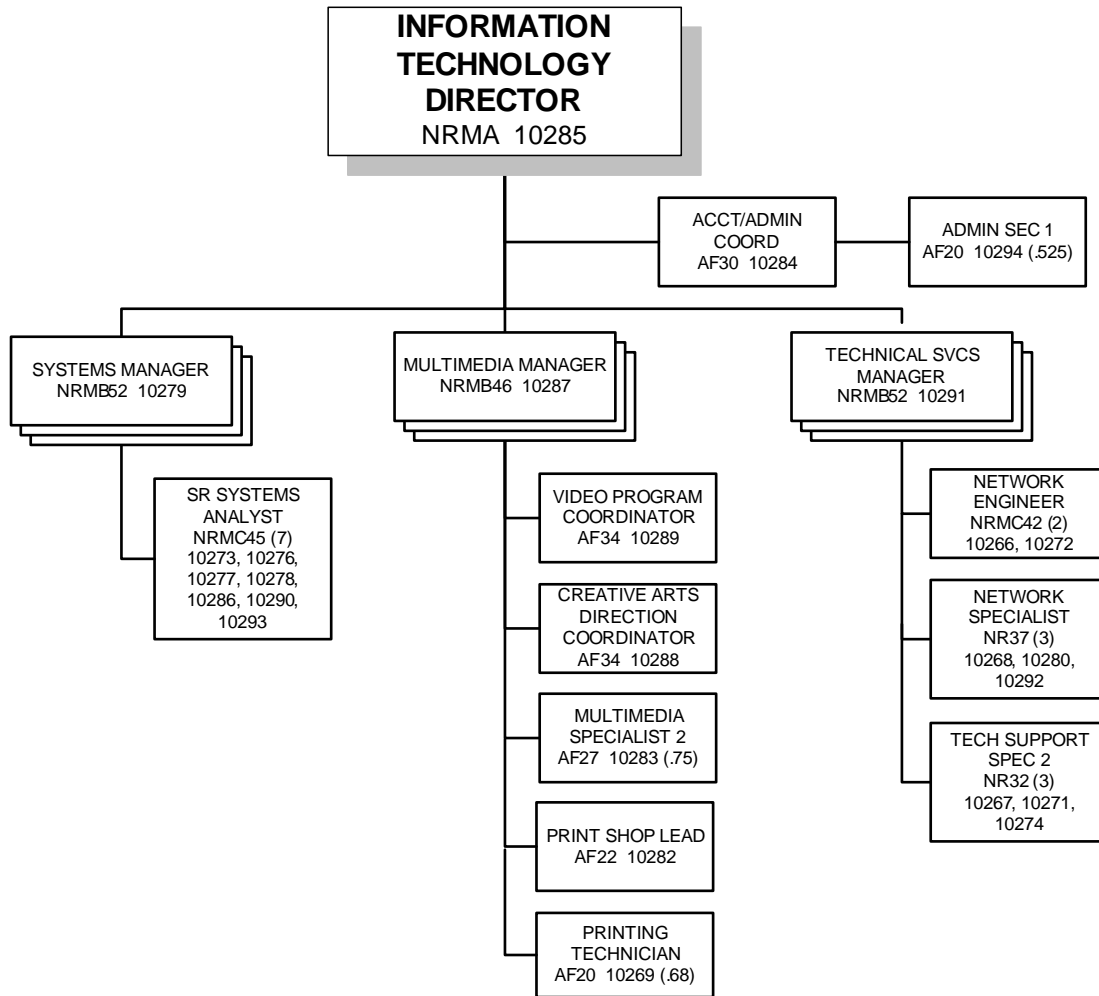 INFORMATION
TECHNOLOGY
DIRECTOR
NRMA 10285
ACCT/ADMIN
COORD
AF30 10284
ADMIN SEC 1
AF20 10294 (.525)
SYSTEMS MANAGER
NRMB52 10279
MULTIMEDIA MANAGER
NRMB46 10287
TECHNICAL SVCS
MANAGER
NRMB52 10291
SR SYSTEMS
ANALYST
NRMC45 (7)
10273, 10276,
10277, 10278,
10286, 10290,
10293
VIDEO PROGRAM
COORDINATOR
AF34 10289
CREATIVE ARTS
DIRECTION
COORDINATOR
AF34 10288
MULTIMEDIA
SPECIALIST 2
AF27 10283 (.75)
PRINT SHOP LEAD
AF22 10282
PRINTING
TECHNICIAN
AF20 10269 (.68)
NETWORK
ENGINEER
NRMC42 (2)
10266, 10272
NETWORK
SPECIALIST
NR37 (3)
10268, 10280,
10292
TECH SUPPORT
SPEC 2
NR32 (3)
10267, 10271,
10274